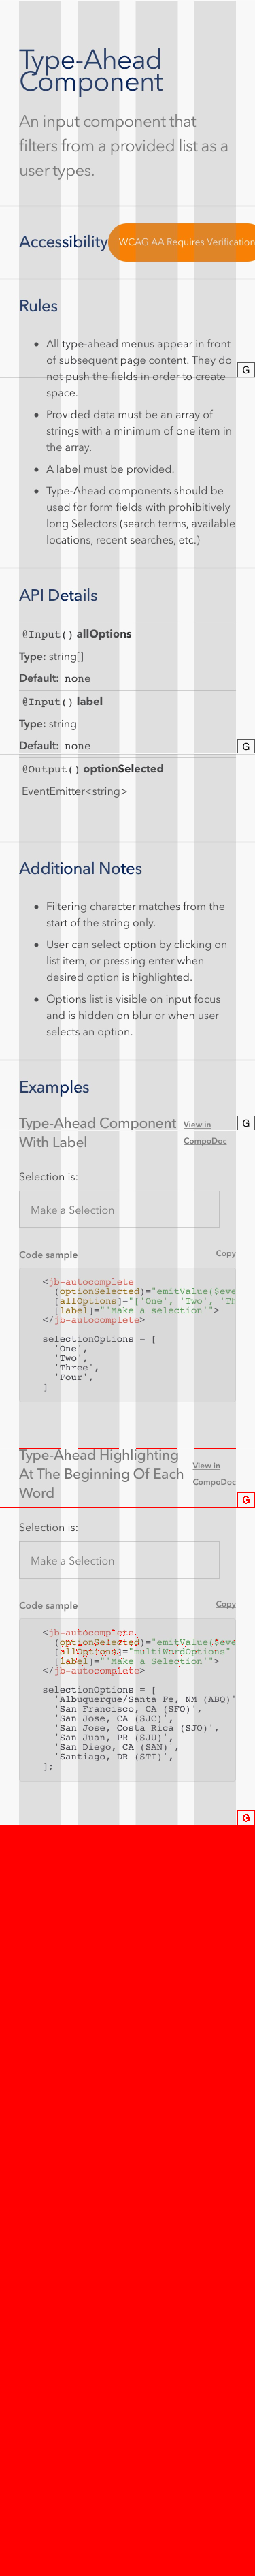 Type-Ahead
Component
An input component that
filters from a provided list as a
user types.
Accessibility
WCAG AA Requires Verification
Rules
• All type-ahead menus appear in front
of subsequent page content. They do
not push the fields in order to create
space.
G
• Provided data must be an array of
strings with a minimum of one item in
the array.
• A label must be provided.
• Type-Ahead components should be
used for form fields with prohibitively
long Selectors (search terms, available
locations, recent searches, etc.)
API Details
@Input() allOptions
Type: string[]
Default: none
@Input() label
Type: string
Default: none
G
@Output() optionSelected
EventEmitter<string>
Additional Notes
• Filtering character matches from the
start of the string only.
• User can select option by clicking on
list item, or pressing enter when
desired option is highlighted.
• Options list is visible on input focus
and is hidden on blur or when user
selects an option.
Examples
Type-Ahead Component
With Label
View in
CompoDoc
G
Selection is:
Make a Selection
Code sample
Copy
<jb-autocomplete
(optionSelected)="emitValue($eve
[allOptions]="['One', 'Two', 'Th
[label]="'Make a selection'">
</jb-autocomplete>
selectionOptions = [
'One',
'Two',
'Three',
'Four',
]
Type-Ahead Highlighting
At The Beginning Of Each
Word
View in
CompoDoc
G
Selection is:
Make a Selection
Code sample
Copy
<jb-autocomplete
(optionSelected)="emitValue($eve
[allOptions]="multiWordOptions"
[label]="'Make a Selection'">
</jb-autocomplete>
selectionOptions = [
'Albuquerque/Santa Fe, NM (ABQ)'
'San Francisco, CA (SFO)',
'San Jose, CA (SJC)',
'San Jose, Costa Rica (SJO)',
'San Juan, PR (SJU)',
'San Diego, CA (SAN)',
'Santiago, DR (STI)',
];
G